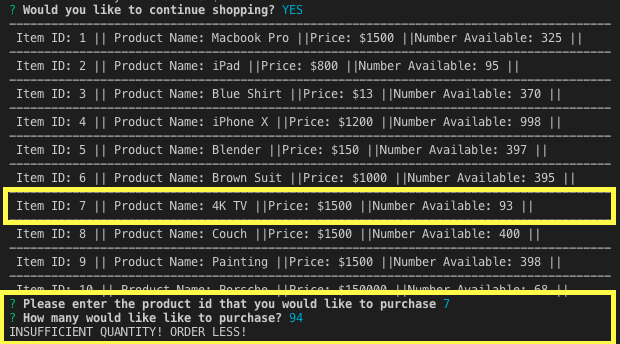 ? Would you like to continue shopping? YES
Item ID: 1 || Product Name: Macbook Pro ||Price: $1500 ||Number Available: 325 ||
Item ID: 2 || Product Name: iPad ||Price: $800 ||Number Available: 95 ||
Item ID: 3 || Product Name: Blue Shirt ||Price: $13 ||Number Available: 370 ||
Item ID: 4 || Product Name: iPhone X ||Price: $1200 ||Number Available: 998 ||
Item ID: 5 || Product Name: Blender ||Price: $150 ||Number Available: 397 ||
Item ID: 6 || Product Name: Brown Suit ||Price: $1000 ||Number Available: 395 ||
Item ID: 7 || Product Name: 4K TV ||Price: $1500 ||Number Available: 93 ||
Item ID: 8 || Product Name: Couch ||Price: $1500 ||Number Available: 400 ||
Item ID: 9 || Product Name: Painting ||Price: $1500 ||Number Available: 398 ||
Item ID: 10 || Product Name: Porsche ||Price: $150000 ||Number Available: 68 ||
? Please enter the product id that you would like to purchase 7
? How many would like like to purchase? 94
INSUFFICIENT QUANTITY! ORDER LESS!